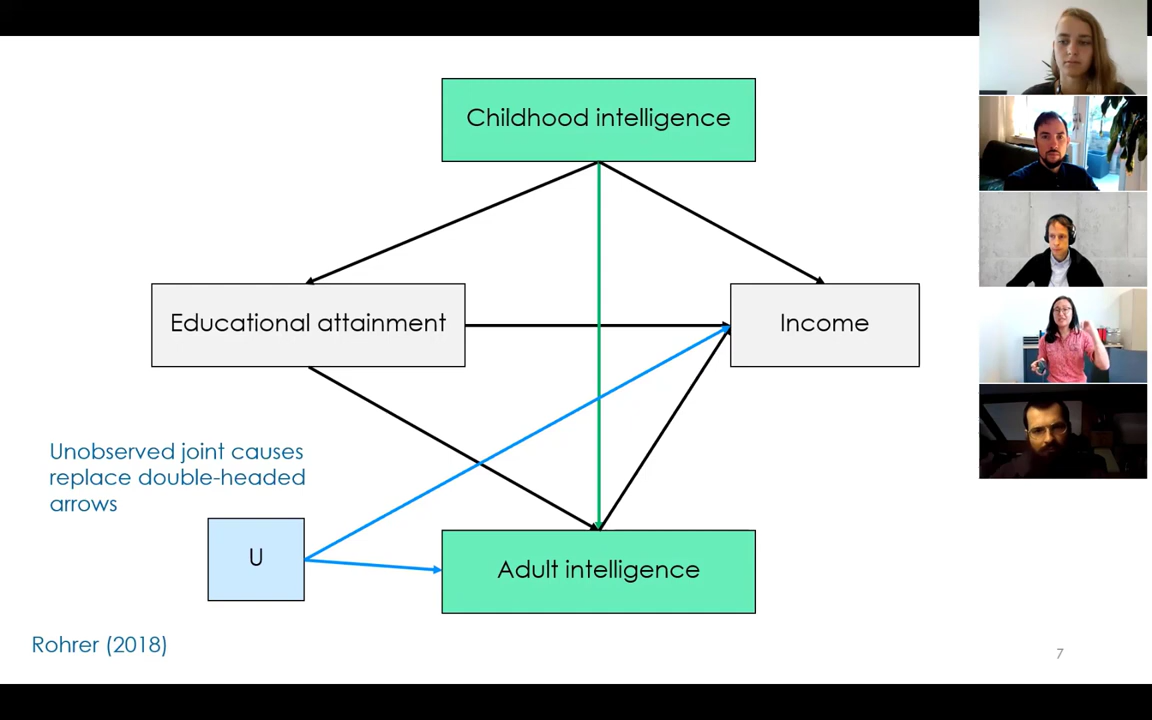 Childhood intelligence
Educational attainment
Income
Unobserved joint causes
replace double-headed
arrows
U
Adult intelligence
Rohrer (2018)
7